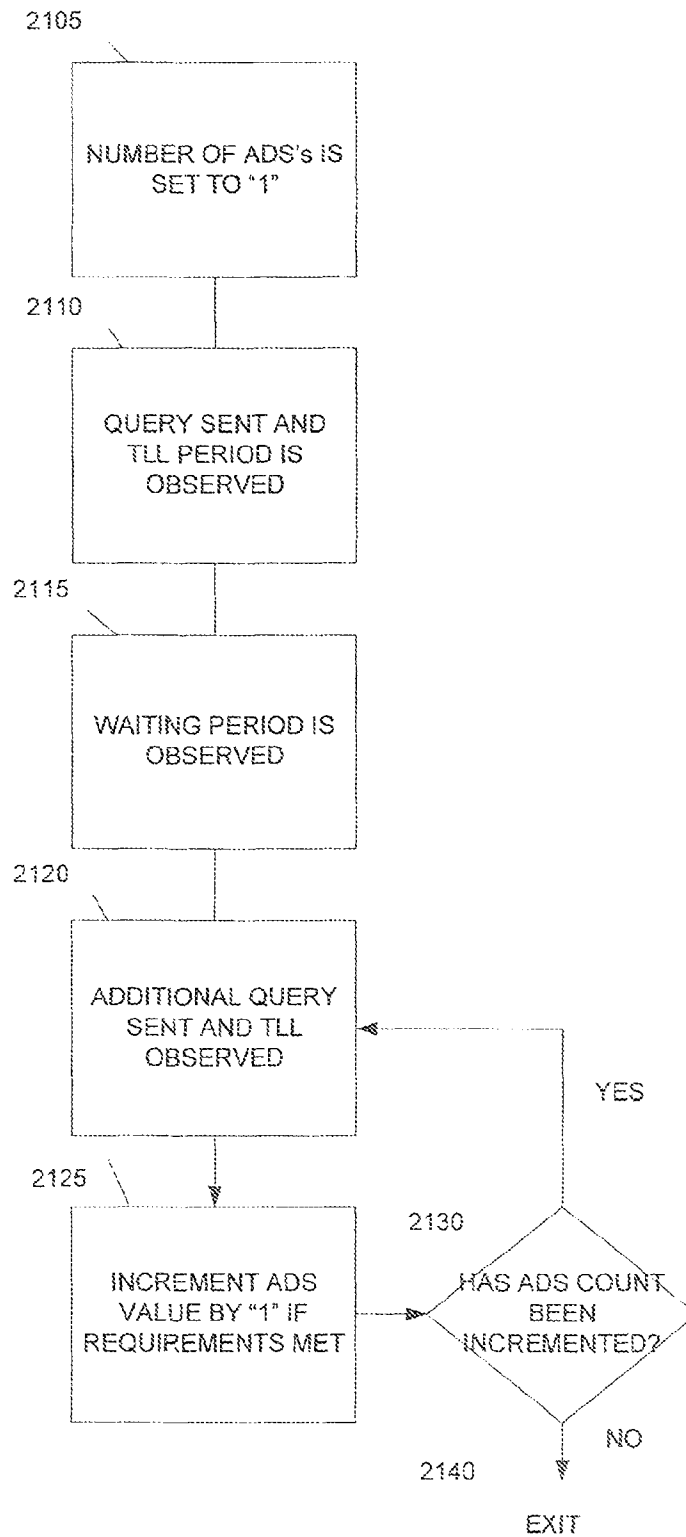 2105
NUMBER OF ADS's IS
SET TO "1"
2110
QUERY SENT AND
TLL PERIOD IS
OBSERVED
2115
WAITING PERIOD IS
OBSERVED
2120
ADDITIONAL QUERY
SENT AND TLL
OBSERVED
YES
2125
INCREMENT ADS
VALUE BY "1" IF
REQUIREMENTS MET
2130
HAS ADS COUNT
BEEN
INCREMENTED?
NO
2140
EXIT